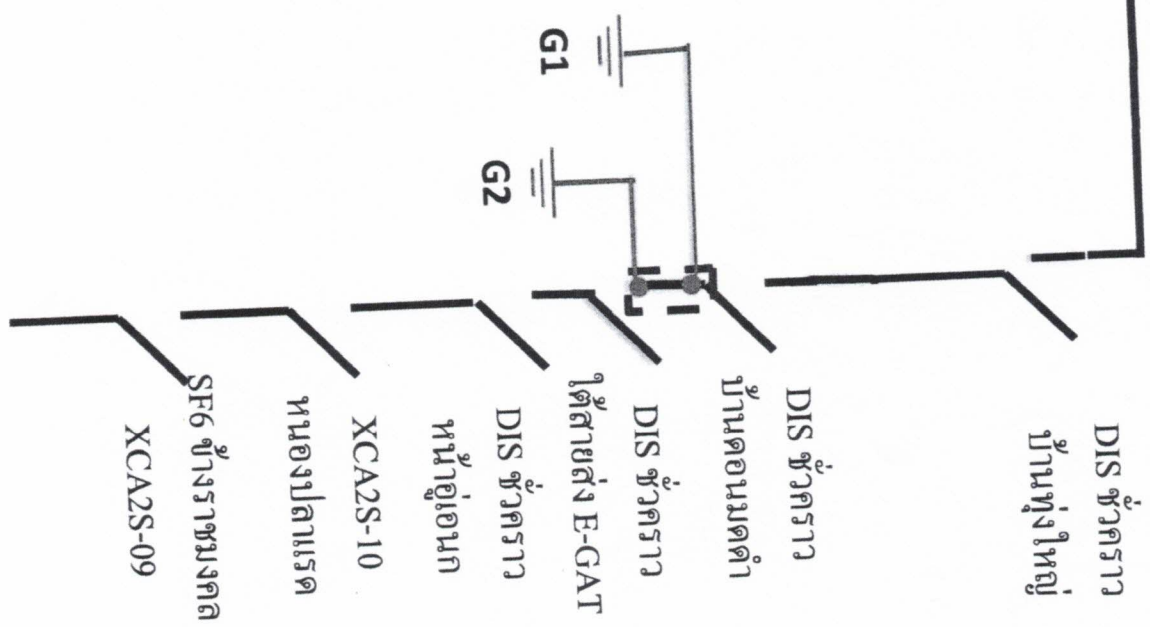 G1
G2
DIS ชั่วคราว
บ้านทุ่งใหญ่
DIS ชั่วคราว
บ้านดอนมดดำ
DIS ชั่วคราว
ใต้สายส่ง E-GAT
DIS ชั่วคราว
หน้าอู่เอนก
XCA2S-10
หนองปลาแรด
SF6 ข้างราชมงคล
XCA2S-09